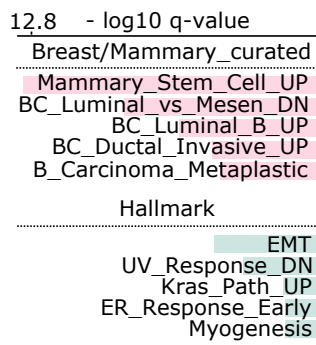 12.8 - log10 q-value
Breast/Mammary_curated
Mammary_Stem_Cell_UP
BC_Luminal_vs_Mesen_DN
BC_Luminal_B_UP
BC_Ductal_Invasive_UP
B_Carcinoma_Metaplastic
Hallmark
EMT
UV_Response_DN
Kras_Path_UP
ER_Response_Early
Myogenesis